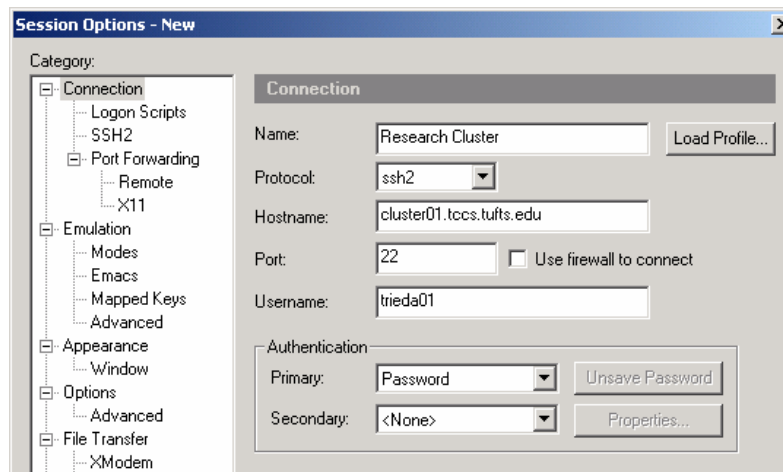 Session Options - New
Category:
Connection
Logon Scripts
SSH2
Port Forwarding
Remote
X11
Emulation
Modes
Emacs
Mapped Keys
Advanced
Appearance
Window
Options
Advanced
File Transfer
XModem
Connection
Name: Research Cluster Load Profile...
Protocol: ssh2
Hostname: cluster01.tccs.tufts.edu
Port: 22 Use firewall to connect
Username: trieda01
Authentication
Primary: Password Unsave Password
Secondary: <None> Properties...